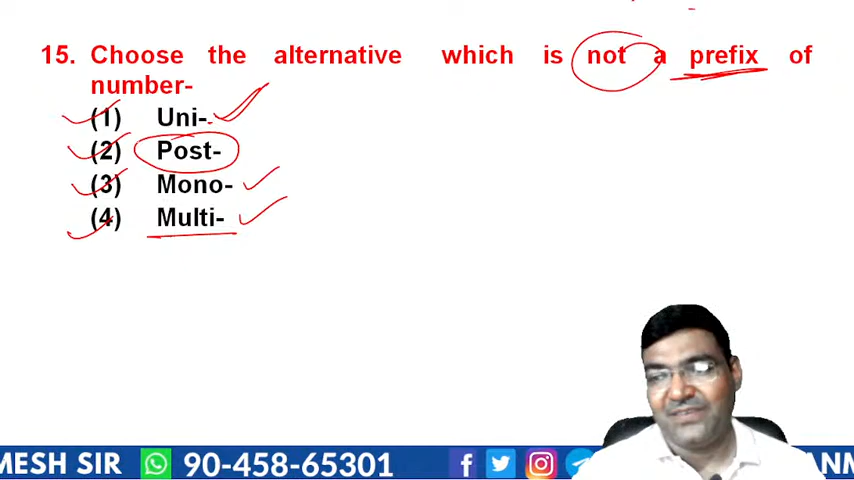 15. Choose the alternative which is not a prefix of
number-
(1) Uni-
(2) Post-
(3) Mono-
(4) Multi-
MESH SIR 90-458-65301